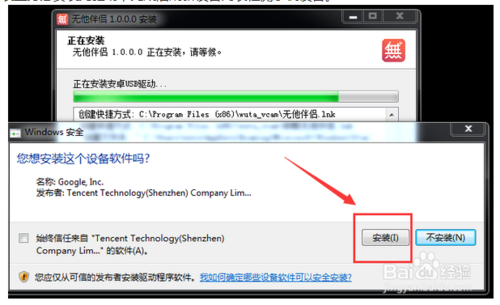 无他伴侣 1.0.0.0 安装
正在安装
无他伴侣 1.0.0.0 正在安装，请等候。
無
正在安装安卓USB驱动...
创建快捷方式: C:\Program Files (x86)\wuta_vcam\无他伴侣.lnk
Windows 安全
您想安装这个设备软件吗？
名称: Google, Inc.
发布者: Tencent Technology(Shenzhen) Company Lim...
始终信任来自 "Tencent Technology(Shenzhen)
Company Lim..." 的软件(A)。
安装(I)
不安装(N)
您应仅从可信的发布者安装驱动程序软件。我如何确定哪些设备软件可以安全安装?
Baidu经验